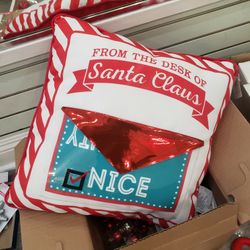 FROM THE DESK OF
Santa Claus
NICE